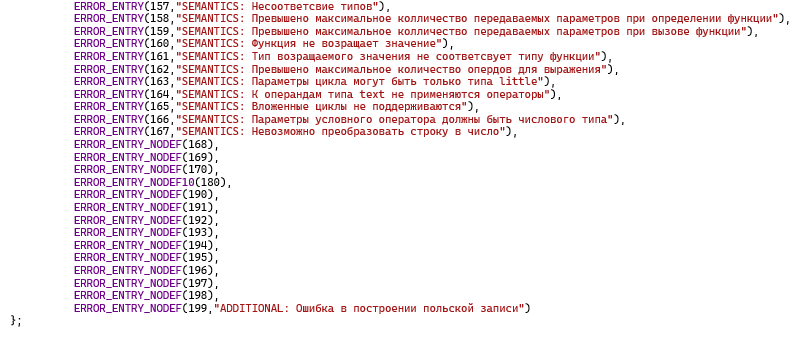 ERROR_ENTRY(157,"SEMANTICS: Несоответсвие типов"),
ERROR_ENTRY(158,"SEMANTICS: Превышено максимальное колличество передаваемых параметров при определении функции"),
ERROR_ENTRY(159,"SEMANTICS: Превышено максимальное колличество передаваемых параметров при вызове функции"),
ERROR_ENTRY(160,"SEMANTICS: Функция не возращает значение"),
ERROR_ENTRY(161,"SEMANTICS: Тип возращаемого значения не соответсвует типу функции"),
ERROR_ENTRY(162,"SEMANTICS: Превышено максимальное количество опердов для выражения"),
ERROR_ENTRY(163,"SEMANTICS: Параметры цикла могут быть только типа little"),
ERROR_ENTRY(164,"SEMANTICS: К операндам типа text не применяются операторы"),
ERROR_ENTRY(165,"SEMANTICS: Вложенные циклы не поддерживаются"),
ERROR_ENTRY(166,"SEMANTICS: Параметры условного оператора должны быть числового типа"),
ERROR_ENTRY(167,"SEMANTICS: Невозможно преобразовать строку в число"),
ERROR_ENTRY_NODEF(168),
ERROR_ENTRY_NODEF(169),
ERROR_ENTRY_NODEF(170),
ERROR_ENTRY_NODEF10(180),
ERROR_ENTRY_NODEF(190),
ERROR_ENTRY_NODEF(191),
ERROR_ENTRY_NODEF(192),
ERROR_ENTRY_NODEF(193),
ERROR_ENTRY_NODEF(194),
ERROR_ENTRY_NODEF(195),
ERROR_ENTRY_NODEF(196),
ERROR_ENTRY_NODEF(197),
ERROR_ENTRY_NODEF(198),
ERROR_ENTRY_NODEF(199,"ADDITIONAL: Ошибка в построении польской записи")
};